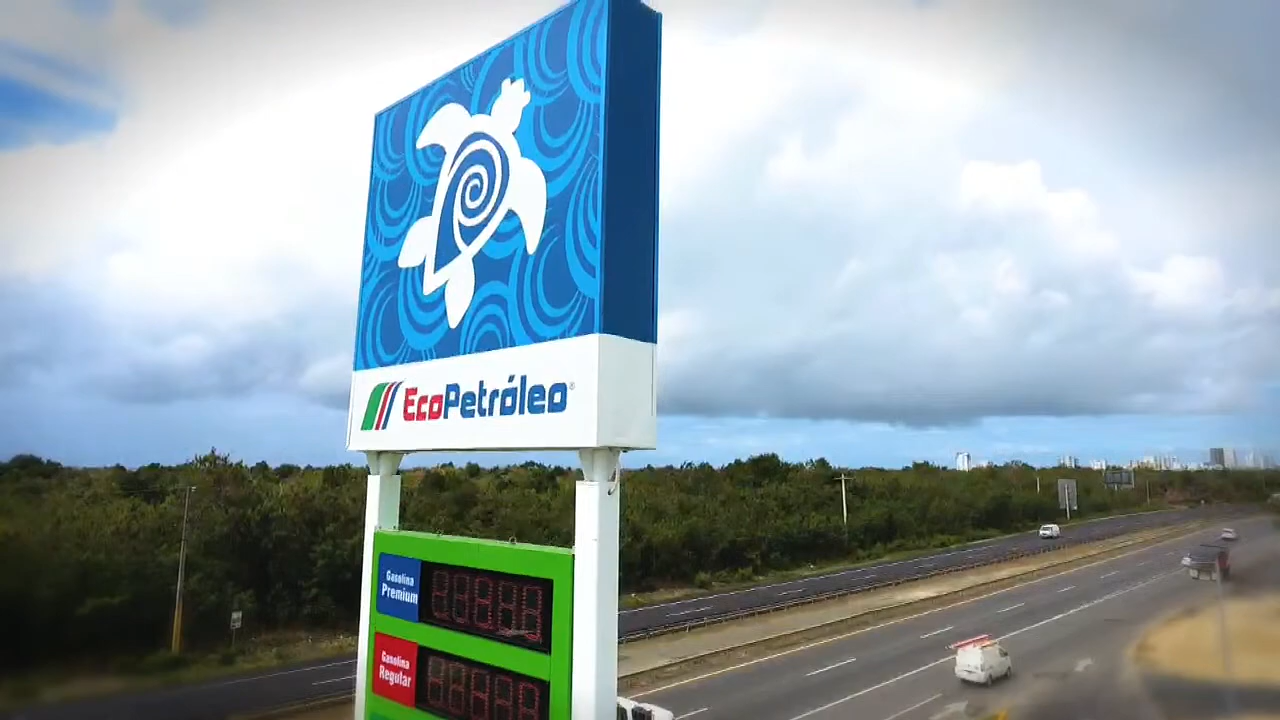 EcoPetróleo®
Gasolina
Premium
Gasolina
Regular